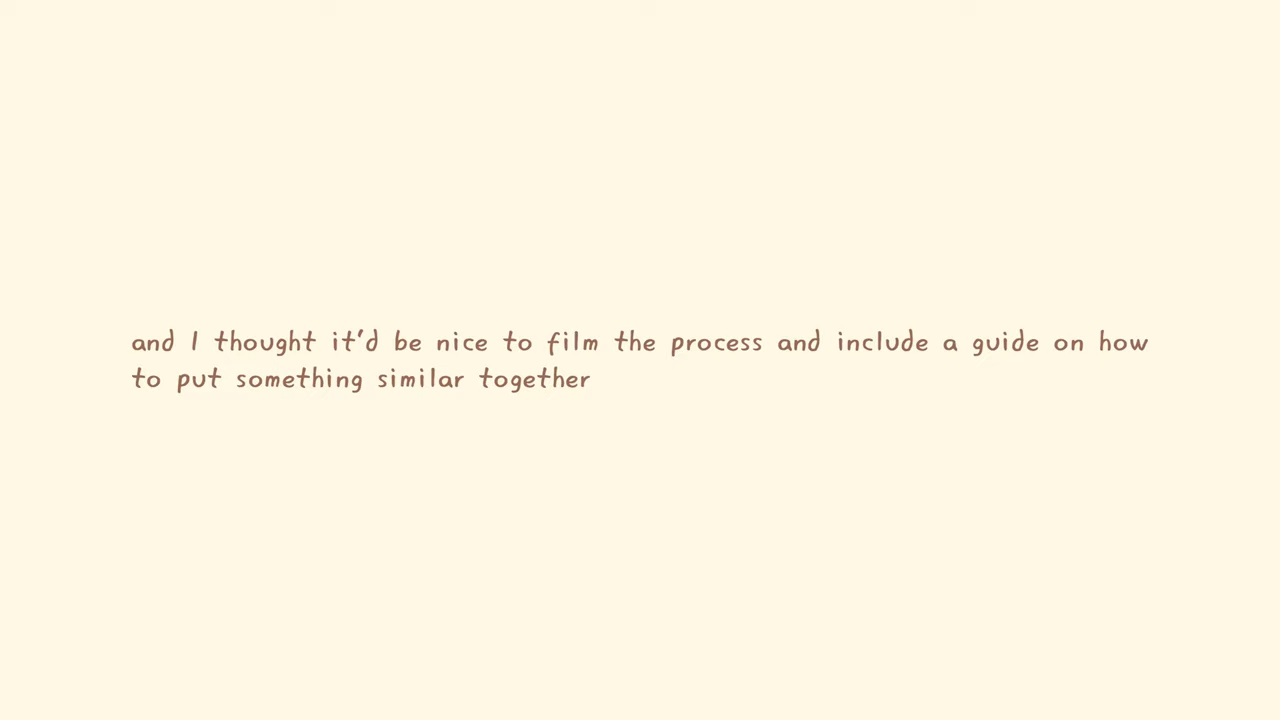 and I thought it'd be nice to film the process and include a guide on how
to put something similar together